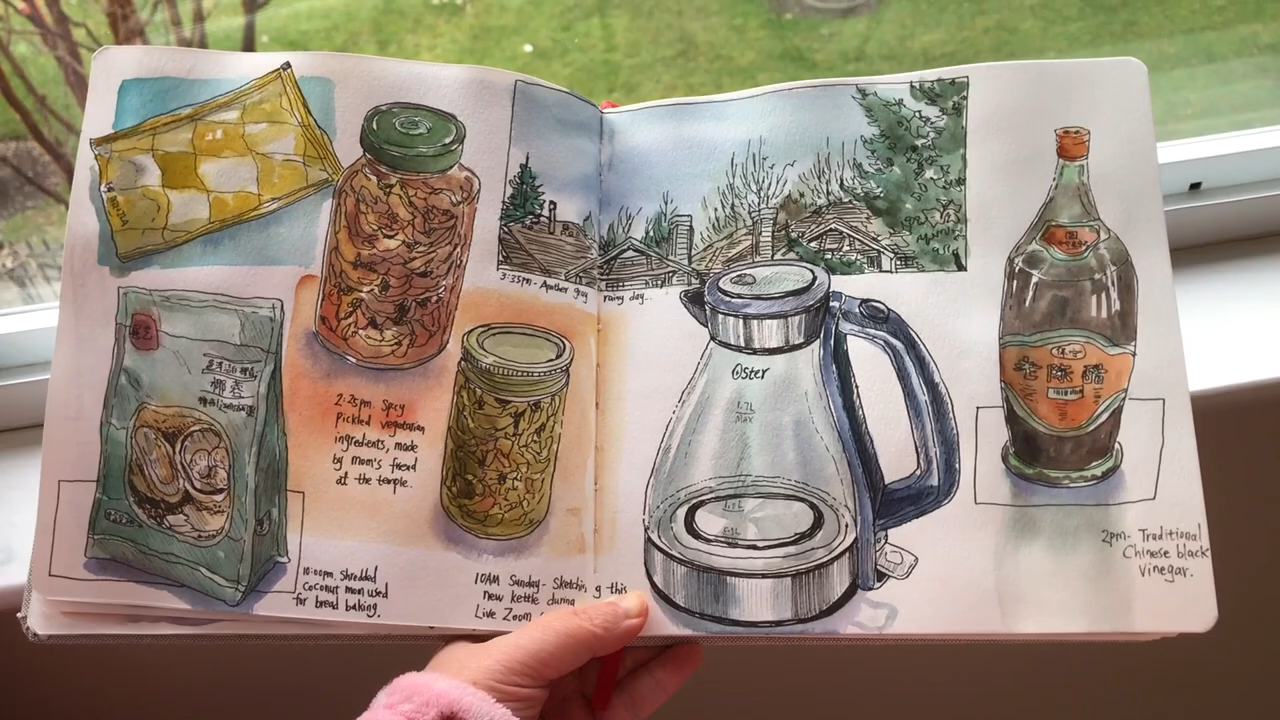 2:25pm. Spicy
pickled vegetarian
ingredients, made
by mom's friend
at the temple.
椰蓉
10:00pm. Shredded
Coconut mom used
for bread baking.
10AM Sunday- Sketching this
new kettle during
Live Zoom
3:35pm - Another gray rainy day..
Oster
1.7L
MAX
老陈醋
2pm- Traditional
Chinese black
Vinegar.